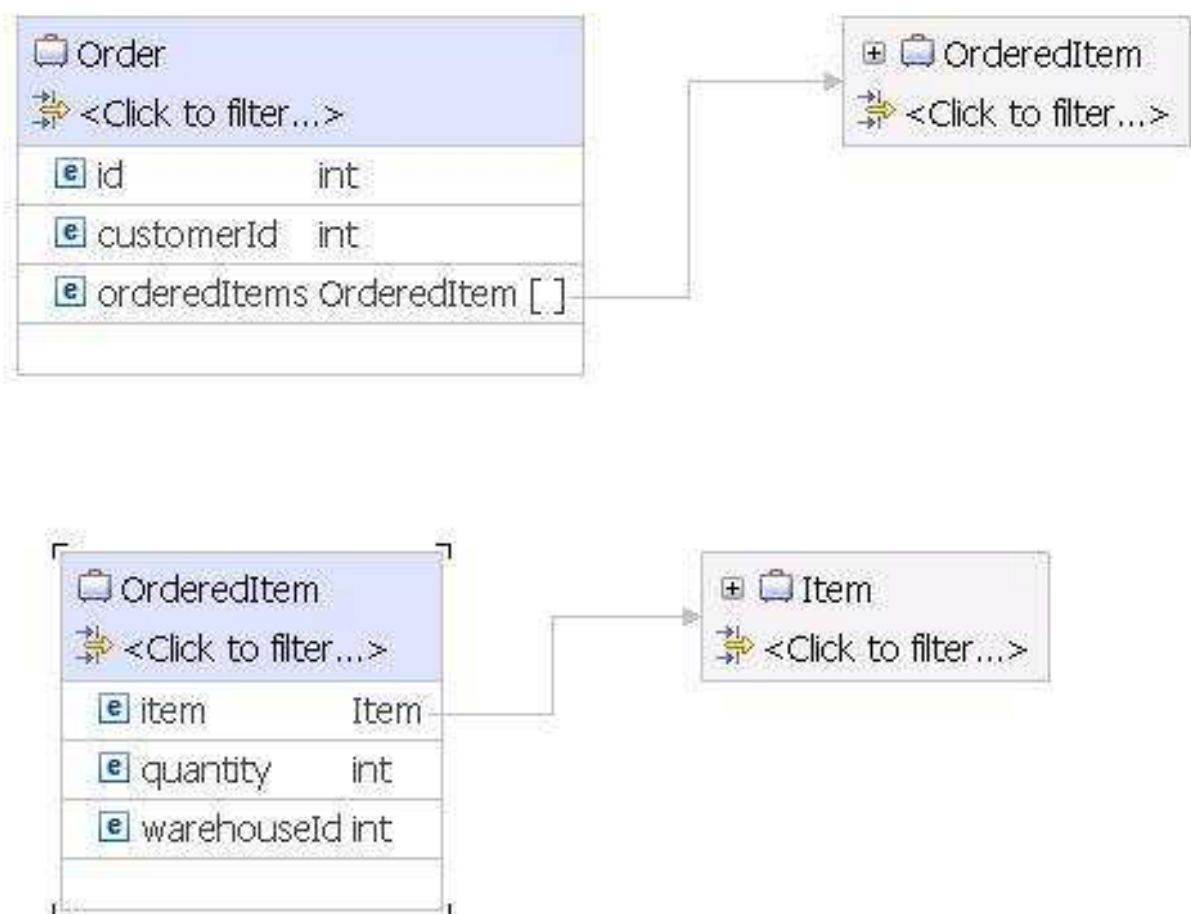 Order
<Click to filter...>
e id int
e customerId int
e orderedItems OrderedItem []
+ OrderedItem
<Click to filter...>
OrderedItem
<Click to filter...>
e item Item
e quantity int
e warehouseId int
+ Item
<Click to filter...>